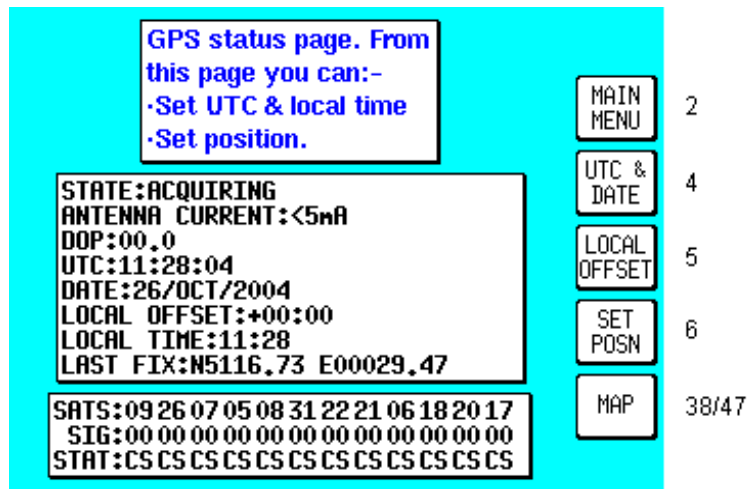 GPS status page. From
this page you can:-
·Set UTC & local time
·Set position.
STATE:ACQUIRING
ANTENNA CURRENT:<5mA
DOP:00.0
UTC:11:28:04
DATE:26/OCT/2004
LOCAL OFFSET:+00:00
LOCAL TIME:11:28
LAST FIX:N5116.73 E00029.47
SATS:09 26 07 05 08 31 22 21 06 18 20 17
SIG:00 00 00 00 00 00 00 00 00 00 00 00
STAT:CS CS CS CS CS CS CS CS CS CS CS CS
MAIN
MENU
2
UTC &
DATE
4
LOCAL
OFFSET
5
SET
POSN
6
MAP
38/47